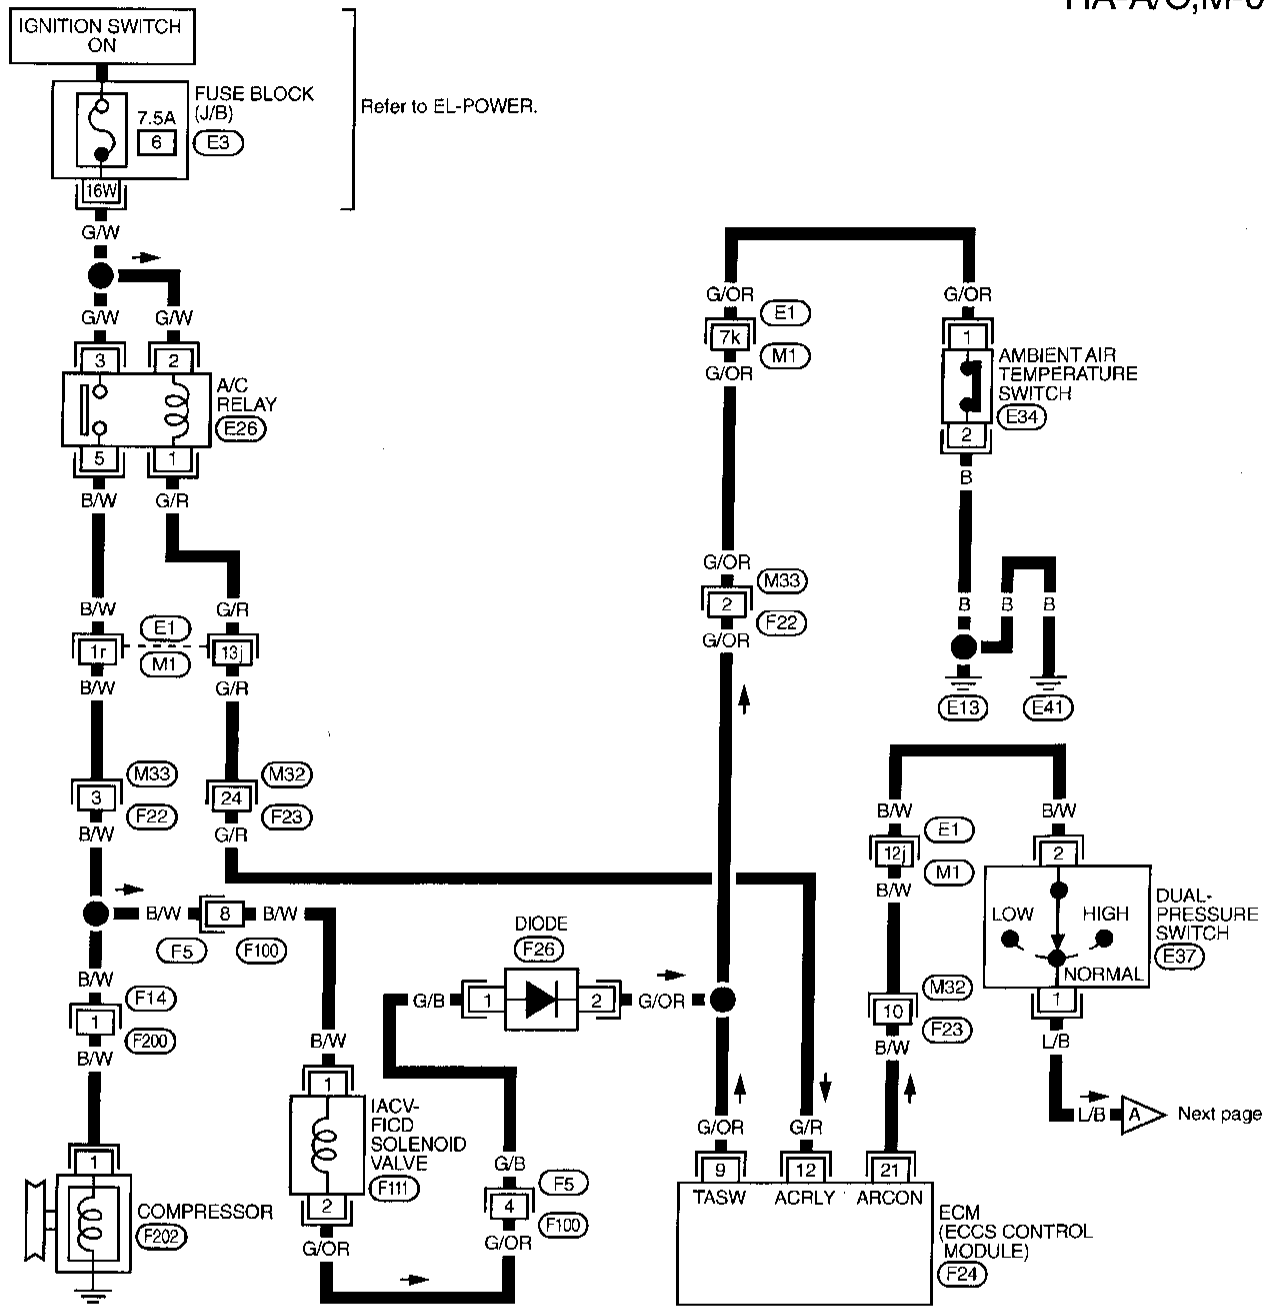 IGNITION SWITCH
ON
FUSE BLOCK
(J/B)
7.5A
6
E3
Refer to EL-POWER.
16W
G/W
G/W
G/W
3
2
A/C
RELAY
E26
5
1
B/W
G/R
B/W
G/R
E1
1r
13j
M1
B/W
G/R
M33
M32
3
24
F22
F23
B/W
G/R
B/W
8
B/W
F5
F100
B/W
F14
1
F200
B/W
B/W
1
IACV-
FICD
SOLENOID
VALVE
F111
2
G/OR
1
COMPRESSOR
F202
DIODE
F26
G/B
1
2
G/OR
G/B
F5
4
F100
G/OR
G/OR
E1
7k
M1
G/OR
G/OR
M33
2
F22
G/OR
G/OR
1
AMBIENT AIR
TEMPERATURE
SWITCH
E34
2
B
B
B
B
E13
E41
B/W
B/W
E1
12j
2
M1
B/W
LOW
HIGH
DUAL-
PRESSURE
SWITCH
E37
NORMAL
M32
10
1
F23
B/W
L/B
L/B
A
Next page
G/OR
G/R
9
12
21
TASW
ACRLY
ARCON
ECM
(ECCS CONTROL
MODULE)
F24